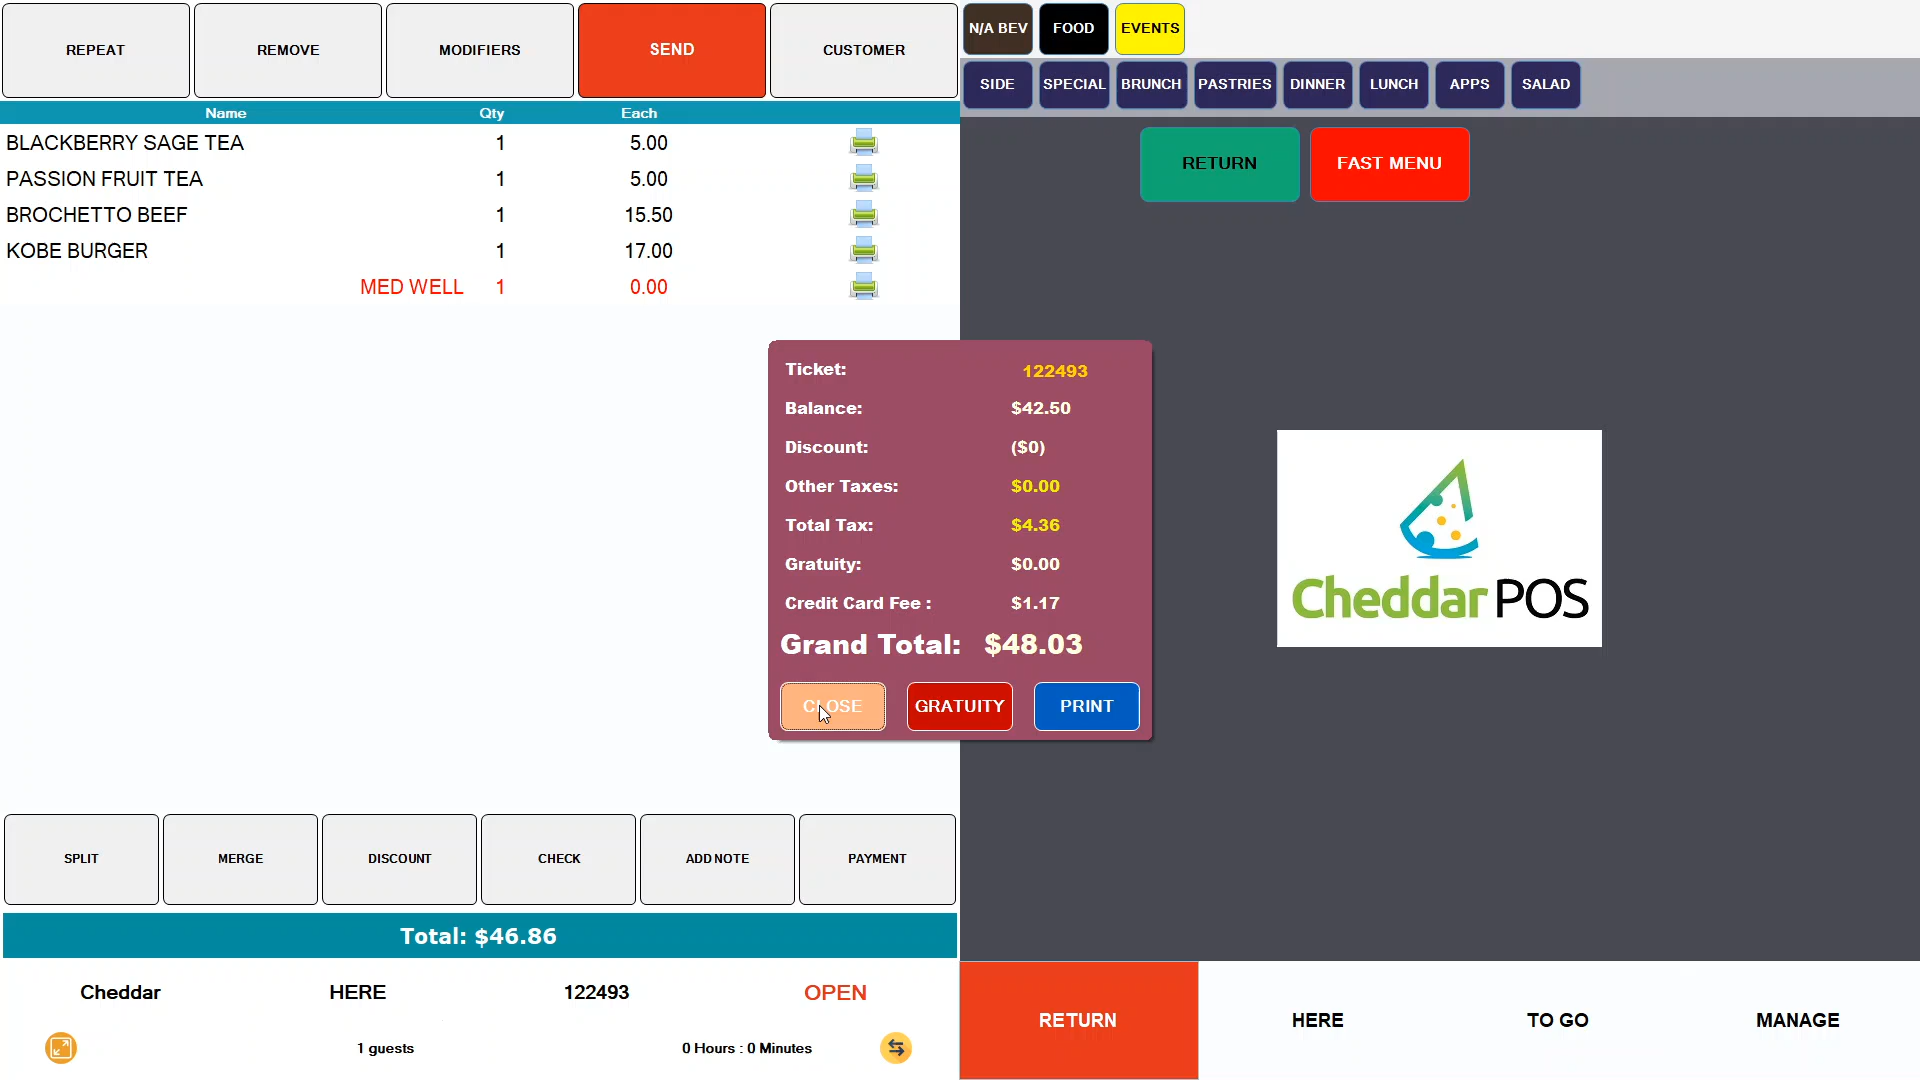 REPEAT
REMOVE
MODIFIERS
SEND
CUSTOMER
N/A BEV
FOOD
EVENTS
SIDE
SPECIAL
BRUNCH
PASTRIES
DINNER
LUNCH
APPS
SALAD
Name Qty Each
BLACKBERRY SAGE TEA 1 5.00
PASSION FRUIT TEA 1 5.00
BROCHETTO BEEF 1 15.50
KOBE BURGER 1 17.00
MED WELL 1 0.00
RETURN
FAST MENU
Ticket: 122493
Balance: $42.50
Discount: ($0)
Other Taxes: $0.00
Total Tax: $4.36
Gratuity: $0.00
Credit Card Fee : $1.17
Grand Total: $48.03
CLOSE
GRATUITY
PRINT
Cheddar POS
SPLIT
MERGE
DISCOUNT
CHECK
ADD NOTE
PAYMENT
Total: $46.86
Cheddar HERE 122493 OPEN
1 guests 0 Hours : 0 Minutes
RETURN
HERE
TO GO
MANAGE